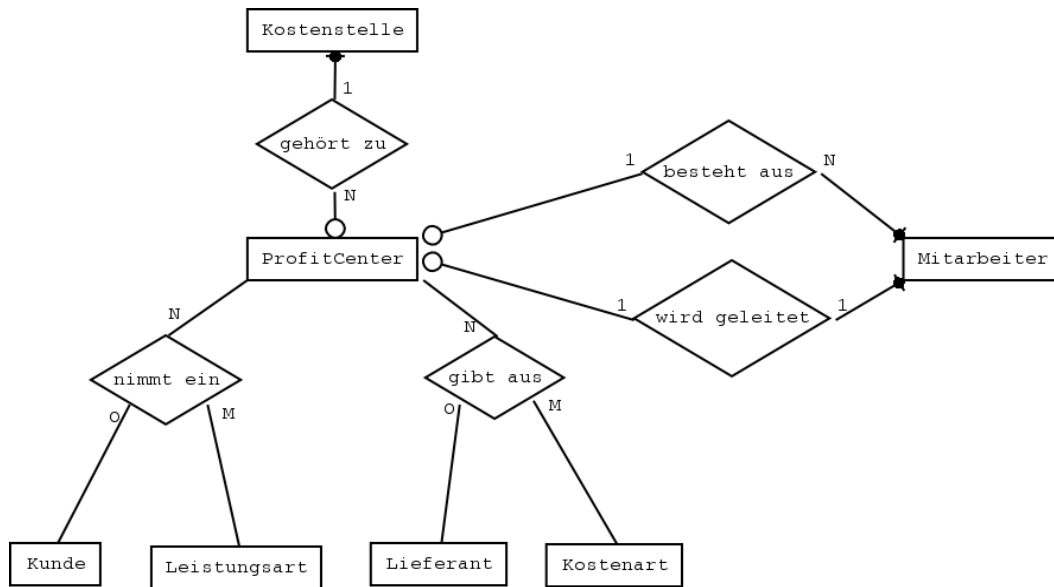 Kostenstelle
1
gehört zu
N
1
besteht aus
N
ProfitCenter
Mitarbeiter
1
wird geleitet
1
N
nimmt ein
O
M
N
gibt aus
O
M
Kunde
Leistungsart
Lieferant
Kostenart